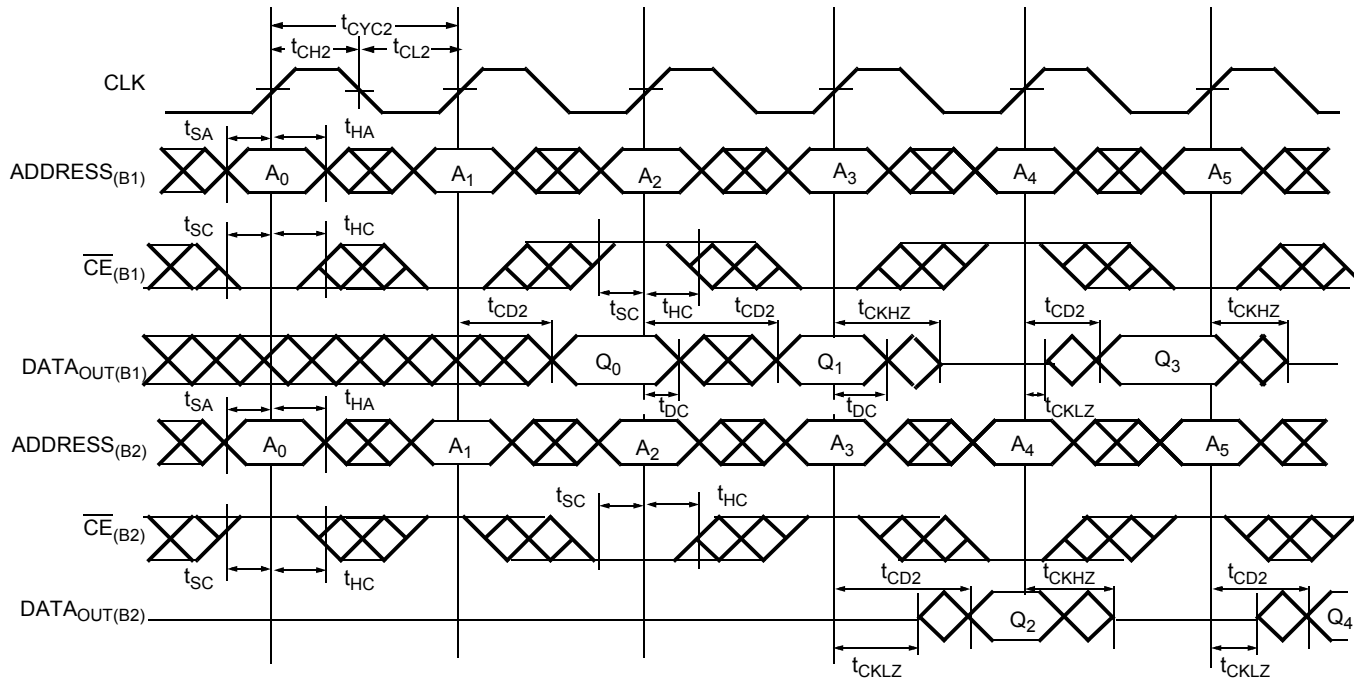 tCYC2
tCH2 tCL2
CLK
tSA tHA
ADDRESS(B1) A0 A1 A2 A3 A4 A5
tSC tHC
CE(B1)
tCD2 tSC tHC tCD2 tCKHZ tCD2 tCKHZ
DATAOUT(B1) Q0 Q1 Q3
tSA tHA tDC tDC tCKLZ
ADDRESS(B2) A0 A1 A2 A3 A4 A5
tSC tHC
CE(B2)
tSC tHC tCD2 tCKHZ tCD2
DATAOUT(B2) Q2 Q4
tCKLZ tCKLZ